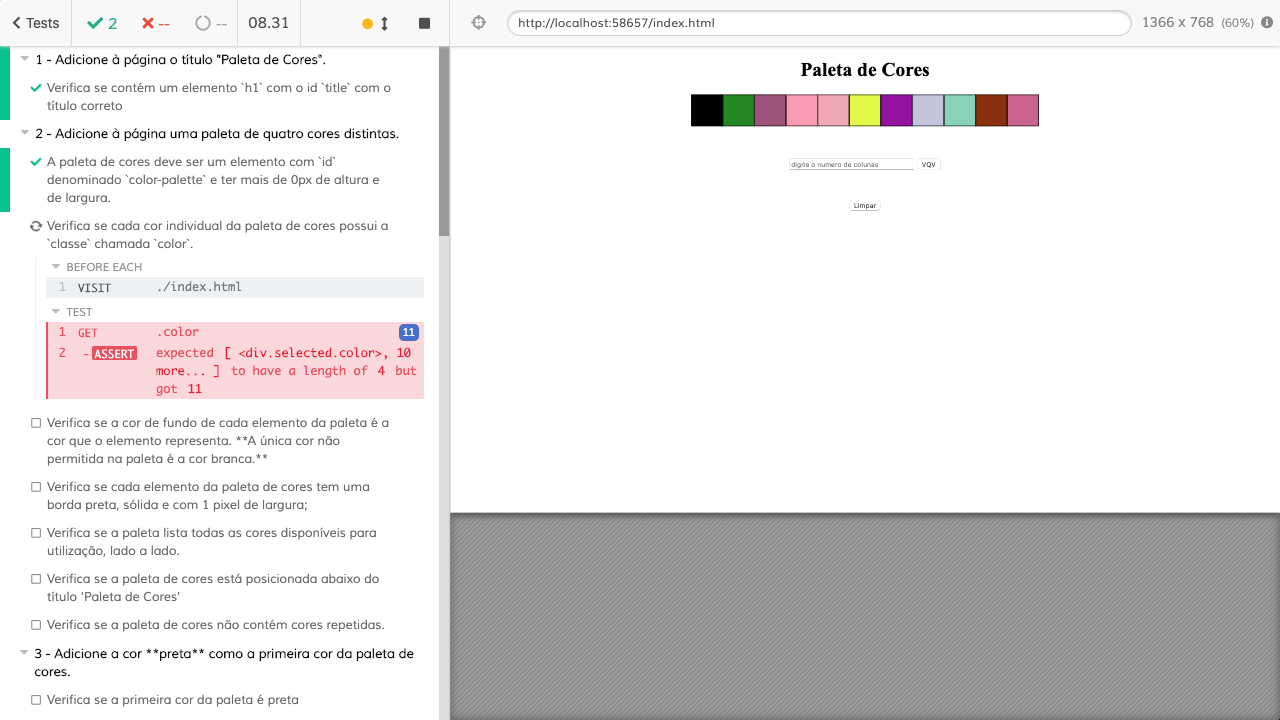 Tests
2
--
--
08.31
http://localhost:58657/index.html
1366 x 768 (60%)
1 - Adicione à página o título "Paleta de Cores".
Verifica se contém um elemento `h1` com o id `title` com o
título correto
2 - Adicione à página uma paleta de quatro cores distintas.
A paleta de cores deve ser um elemento com `id`
denominado `color-palette` e ter mais de 0px de altura e
de largura.
Verifica se cada cor individual da paleta de cores possui a
`classe` chamada `color`.
BEFORE EACH
1 VISIT ./index.html
TEST
1 GET .color 11
2 - ASSERT expected [ <div.selected.color>, 10
more... ] to have a length of 4 but
got 11
Verifica se a cor de fundo de cada elemento da paleta é a
cor que o elemento representa. **A única cor não
permitida na paleta é a cor branca.**
Verifica se cada elemento da paleta de cores tem uma
borda preta, sólida e com 1 pixel de largura;
Verifica se a paleta lista todas as cores disponíveis para
utilização, lado a lado.
Verifica se a paleta de cores está posicionada abaixo do
título 'Paleta de Cores'
Verifica se a paleta de cores não contém cores repetidas.
3 - Adicione a cor **preta** como a primeira cor da paleta de
cores.
Verifica se a primeira cor da paleta é preta
Paleta de Cores
digite o numero de colunas VQV
Limpar